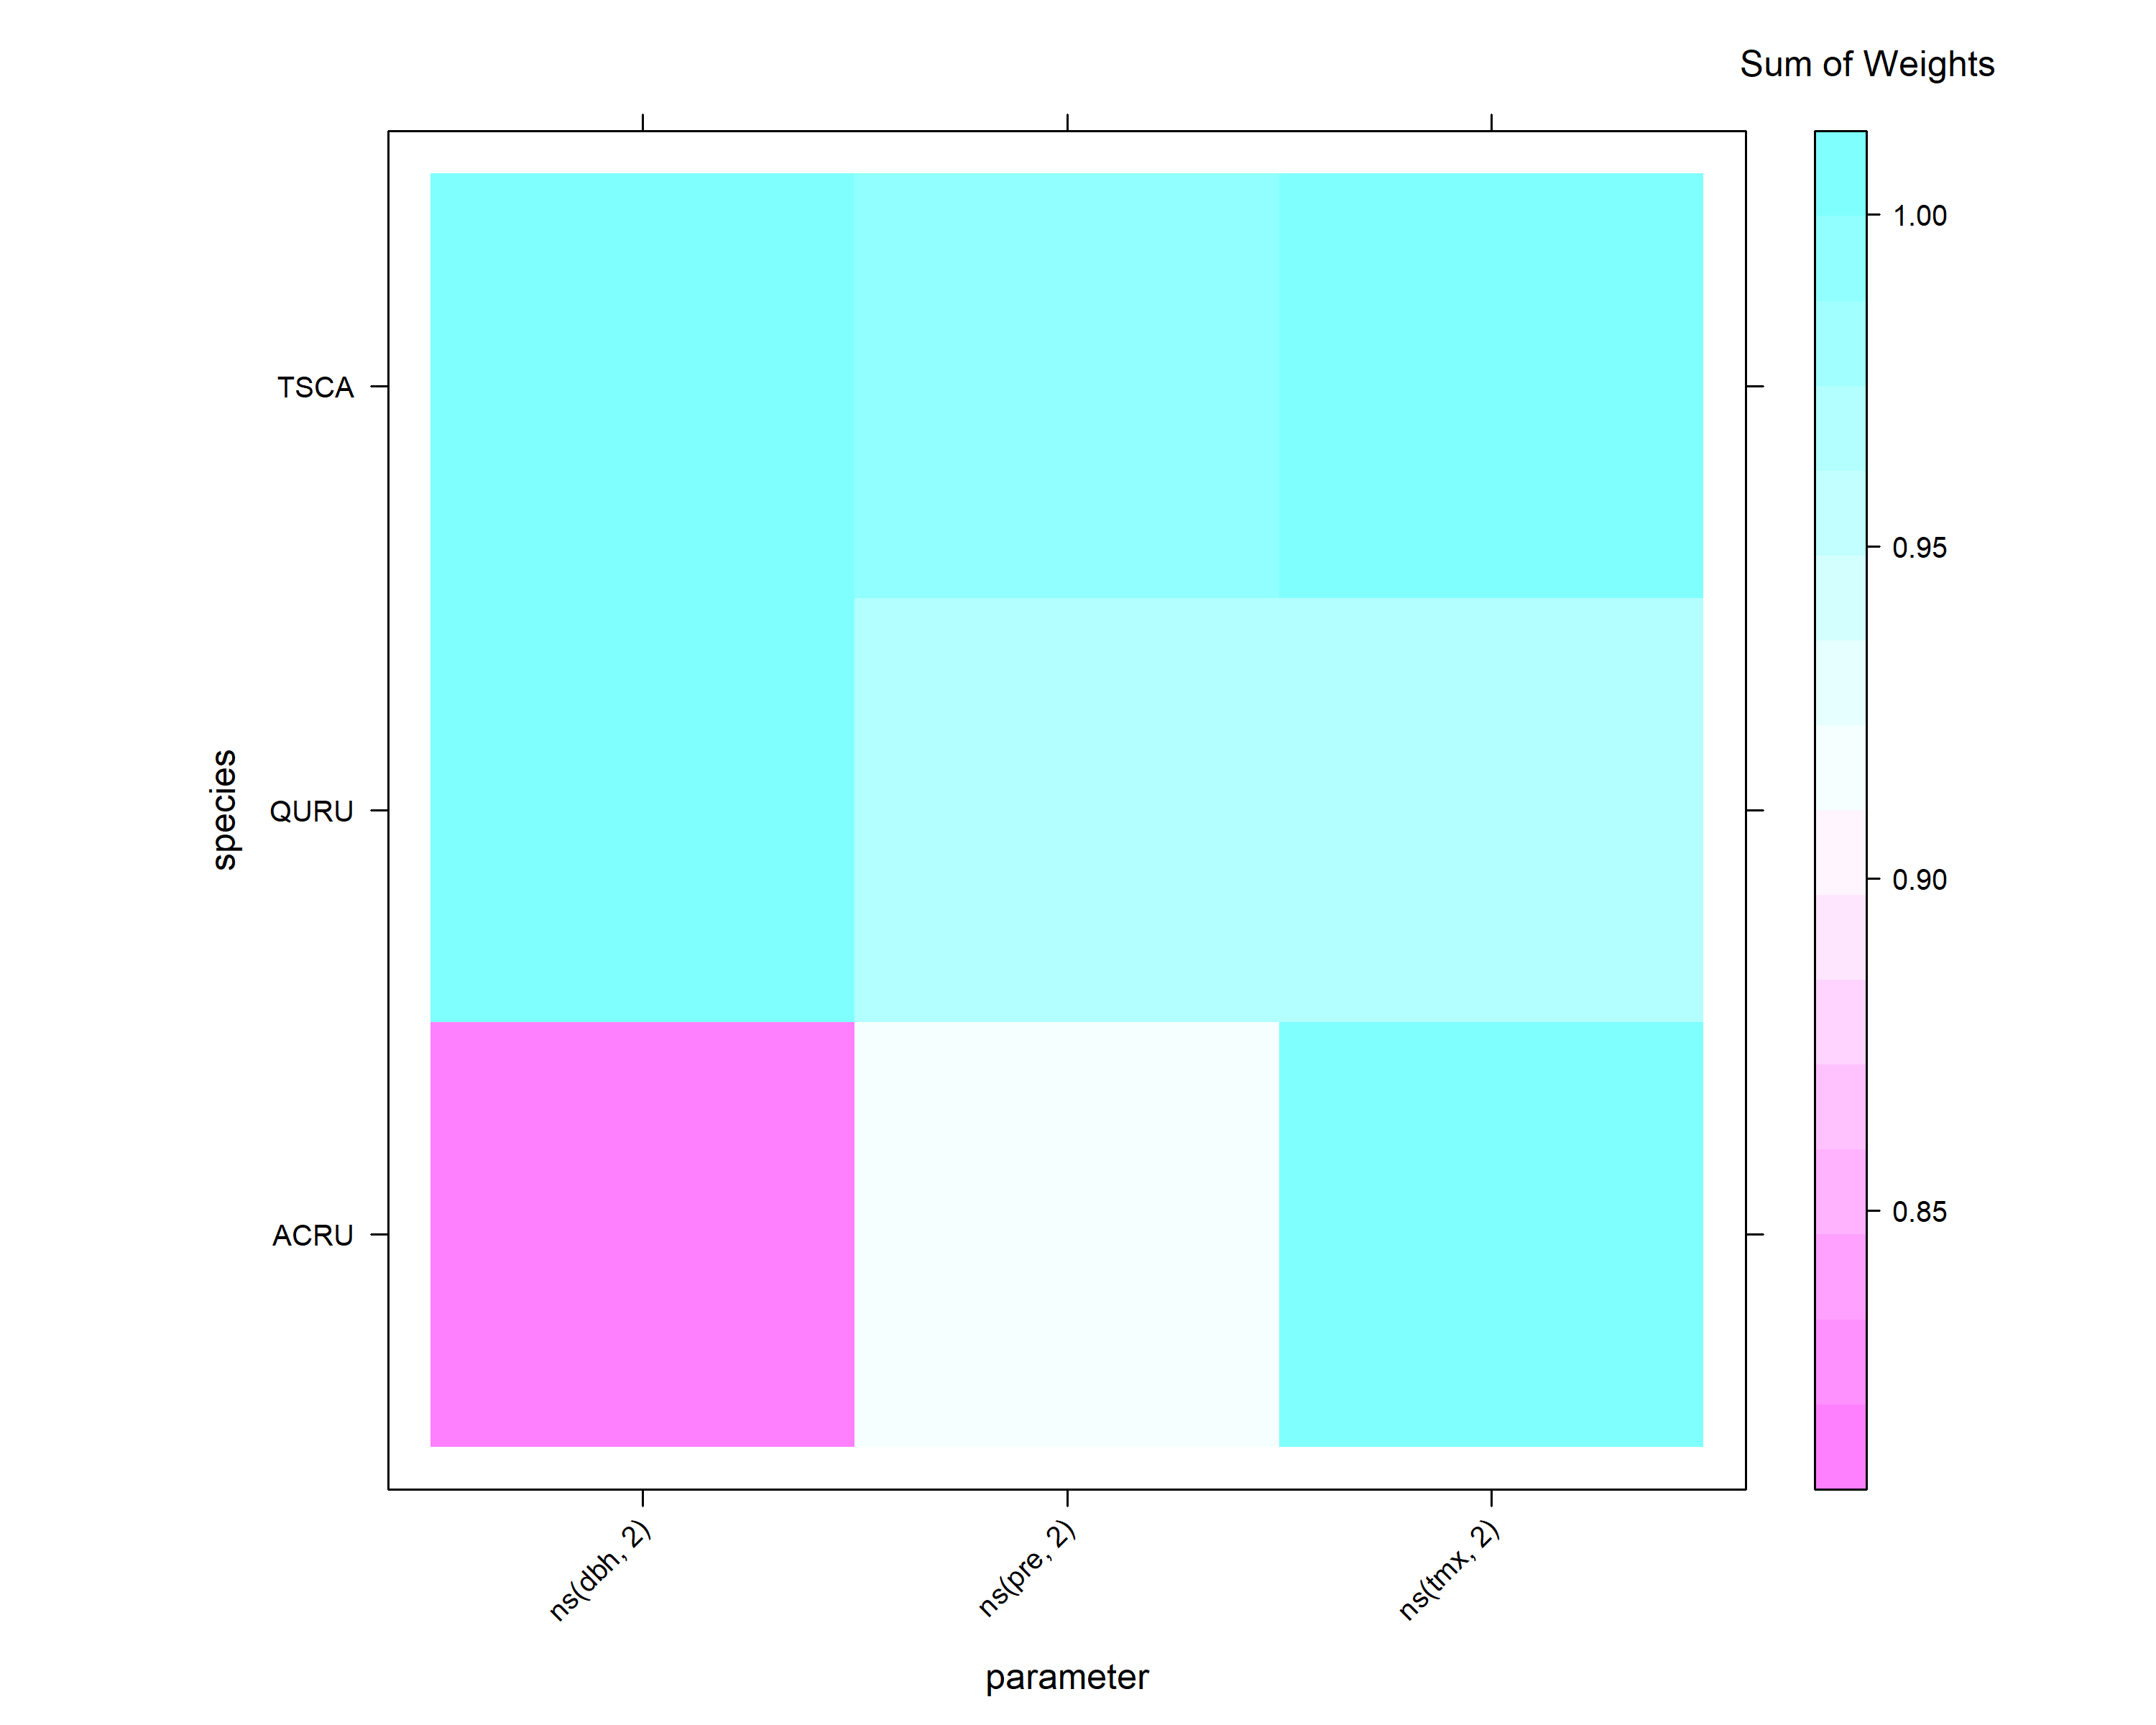 Sum of Weights
1.00
0.95
0.90
0.85
TSCA
QURU
ACRU
species
ns(dbh, 2)
ns(pre, 2)
ns(tmx, 2)
parameter